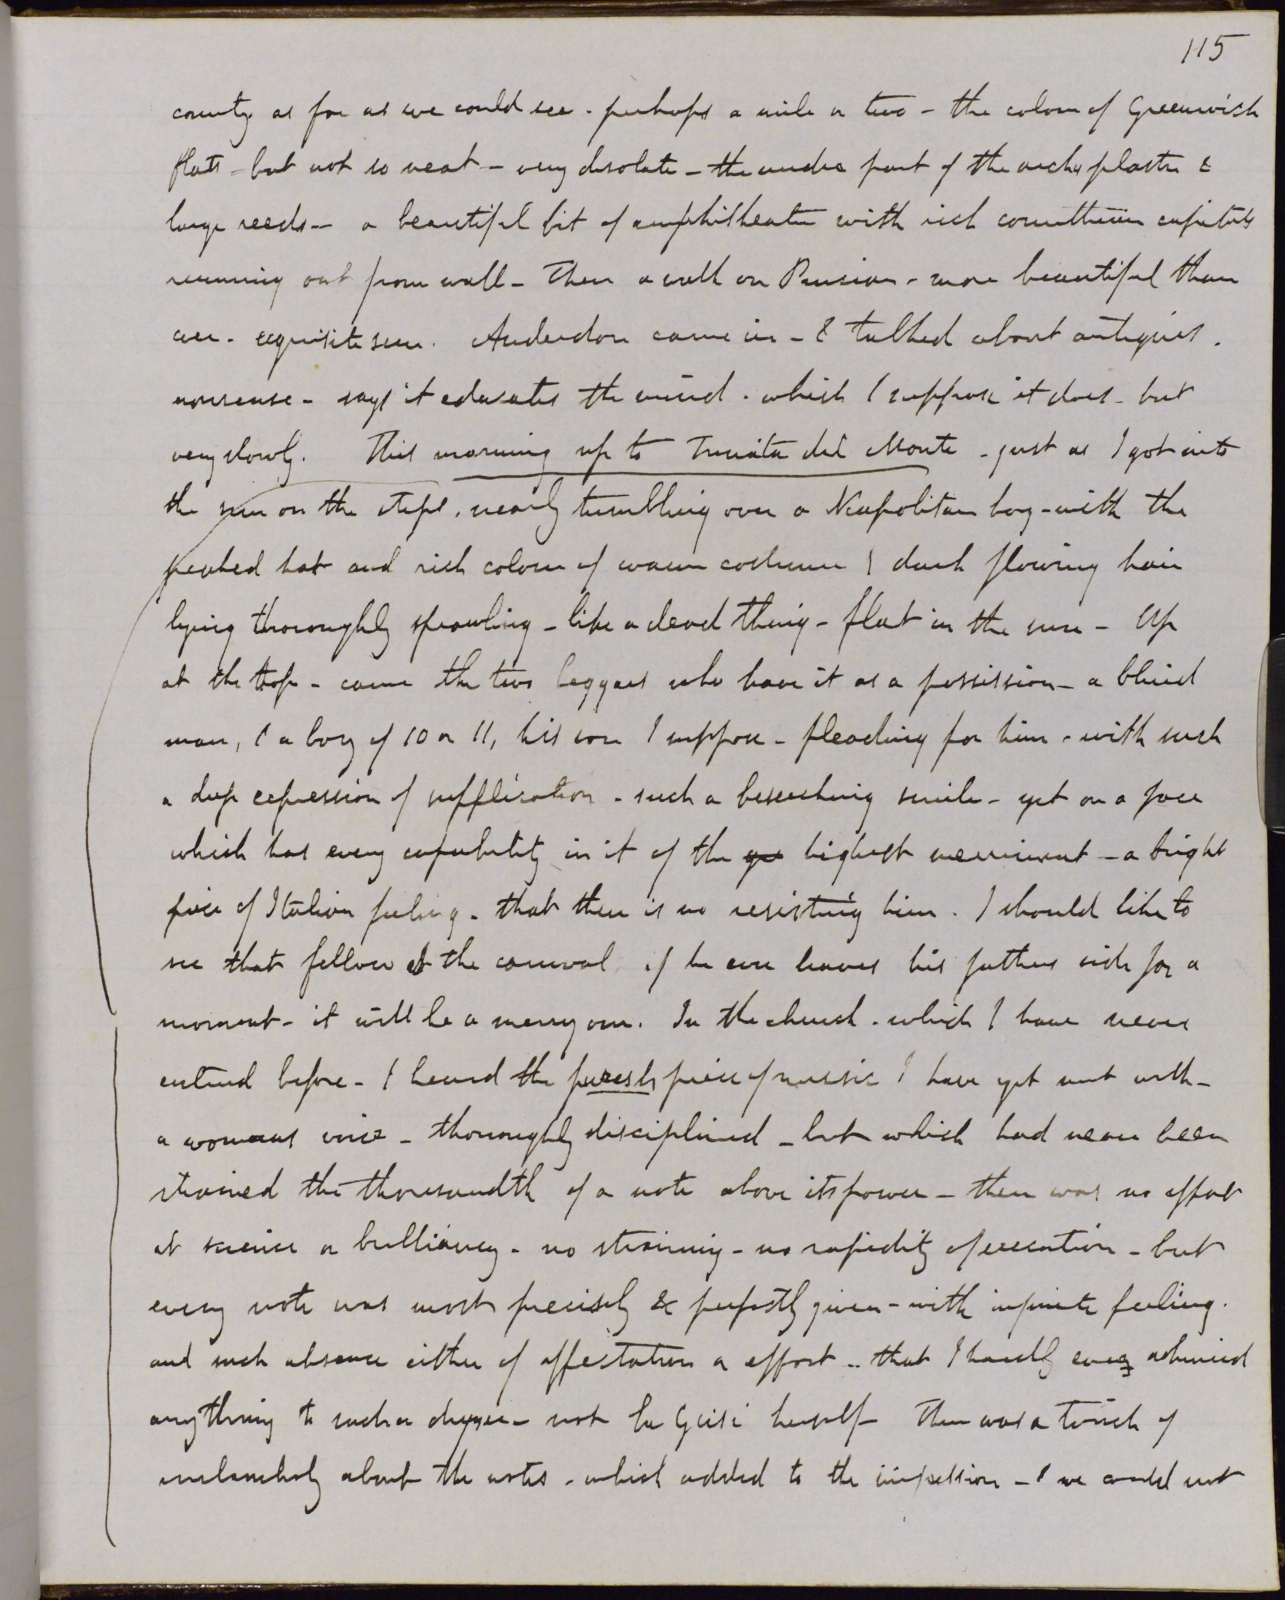 115
country as far as we could see - perhaps a mile or two - the colour of Greenwich
flats - but not so neat - very desolate - the under part of the archs plaster &
large reeds - a beautiful bit of amphitheatre with rich corinthian capitals
running out from wall - Then a walk on Pincian - more beautiful than
ever - exquisite sun. Anderdon came in - & talked about antiquities.
nonsense - says it educates the mind - which I suppose it does - but
very slowly. This morning up to Trinita del Monte - just as I got into
the sun on the steps, nearly tumbling over a Neapolitan boy - with the
peaked hat and rich colour of warm costume & dark flowing hair
lying thoroughly sprawling - like a dead thing - flat in the sun - Up
at the top - came the two beggars who have it as a possission - a blind
man, & a boy of 10 or 11, his son I suppose - pleading for him - with such
a deep expression of supplication - such a beseeching smile - yet on a face
which has every capability in it of the highest merriment - a bright
piece of Italian feeling - that there is no resisting him. I should like to
see that fellow at the carnival, if he ever leaves his fathers side for a
moment - it will be a merry one. In the church - which I have never
entered before - I heard the purest piece of music I have yet met with -
a womans voice - thoroughly disciplined - but which had never been
strained the thousandth of a note above its power - there was no effort
at science or brilliancy - no straining - no rapidity of execution - but
every note was most precisely & perfectly given - with infinite feeling.
and such absence either of affectation or effort - that I hardly ever admired
anything to such a degree - not la Grisi herself There was a touch of
melancholy about the notes - which added to the impression - & we could not